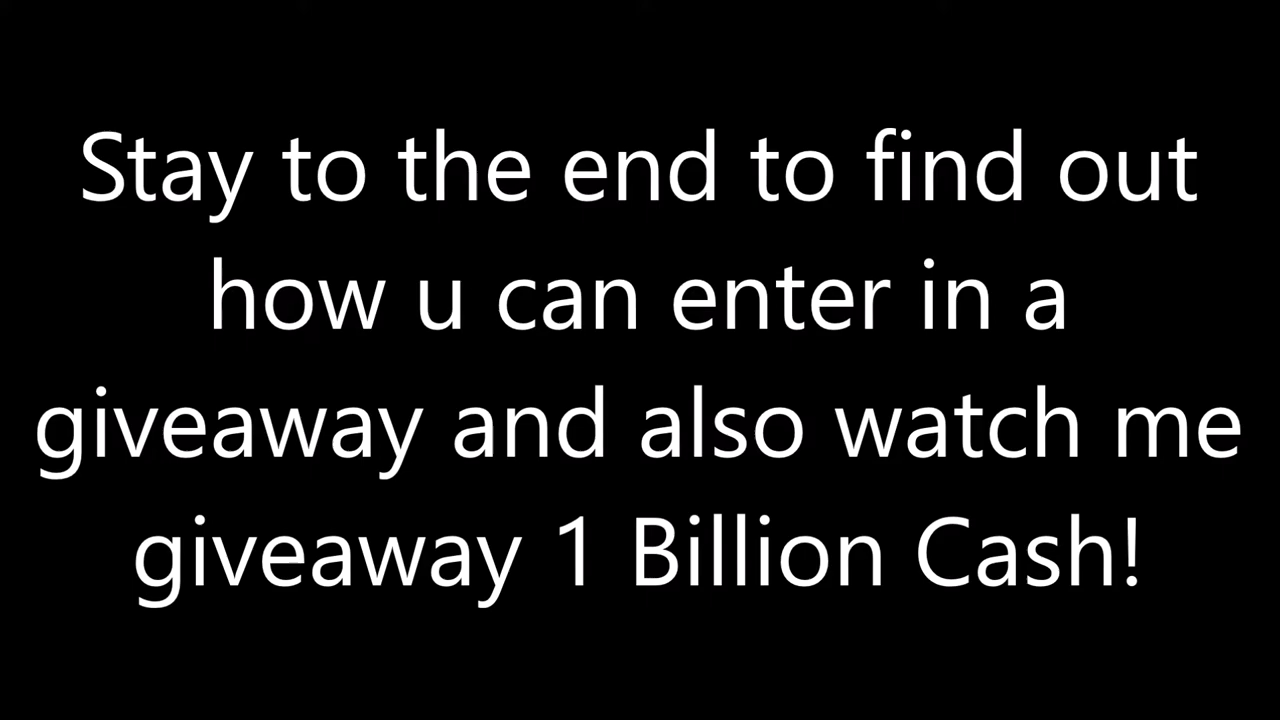 Stay to the end to find out
how u can enter in a
giveaway and also watch me
giveaway 1 Billion Cash!